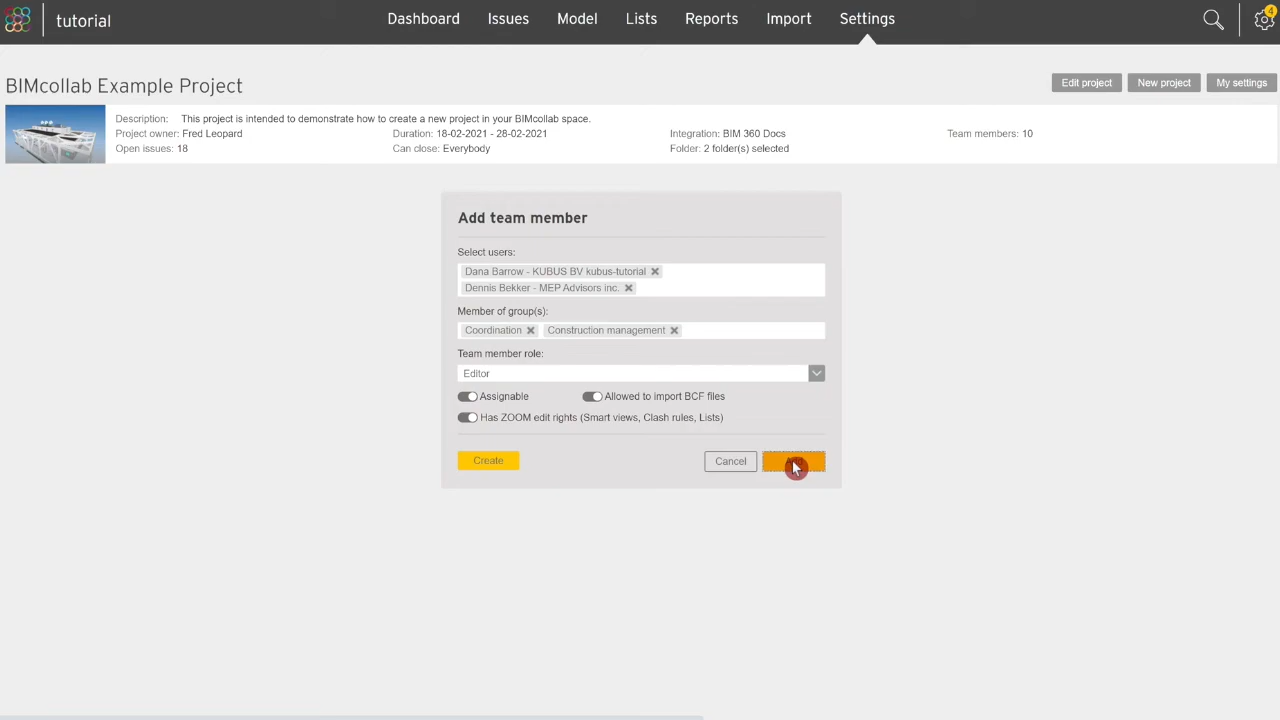 tutorial
Dashboard Issues Model Lists Reports Import Settings
4
BIMcollab Example Project
Edit project New project My settings
Description: This project is intended to demonstrate how to create a new project in your BIMcollab space.
Project owner: Fred Leopard Duration: 18-02-2021 - 28-02-2021 Integration: BIM 360 Docs Team members: 10
Open issues: 18 Can close: Everybody Folder: 2 folder(s) selected
Add team member
Select users:
Dana Barrow - KUBUS BV kubus-tutorial
Dennis Bekker - MEP Advisors inc.
Member of group(s):
Coordination Construction management
Team member role:
Editor
Assignable Allowed to import BCF files
Has ZOOM edit rights (Smart views, Clash rules, Lists)
Create Cancel